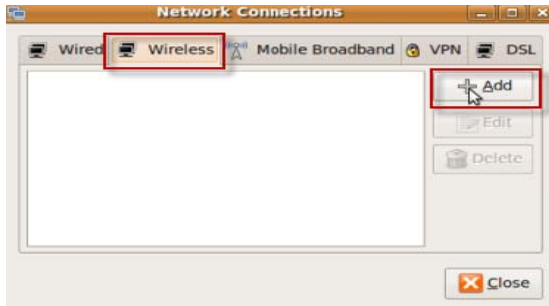 Network Connections
Wired Wireless Mobile Broadband VPN DSL
Add
Edit
Delete
Close